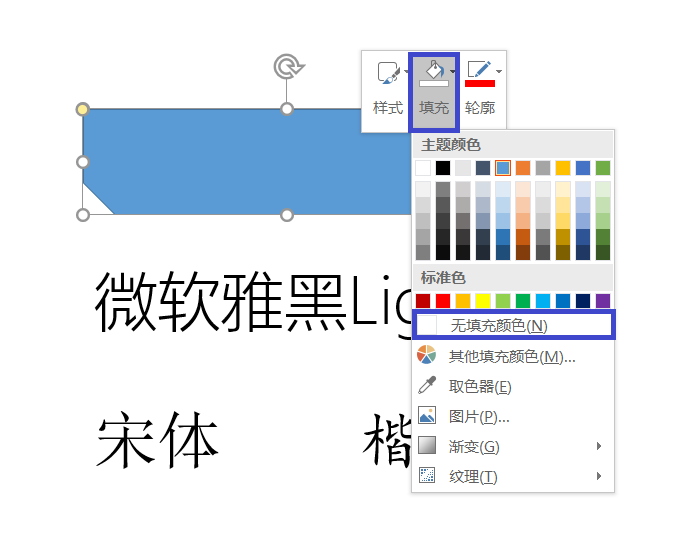 样式 填充 轮廓
主题颜色
标准色
无填充颜色(N)
其他填充颜色(M)...
取色器(E)
图片(P)...
渐变(G)
纹理(T)
微软雅黑Lig
宋体 楷